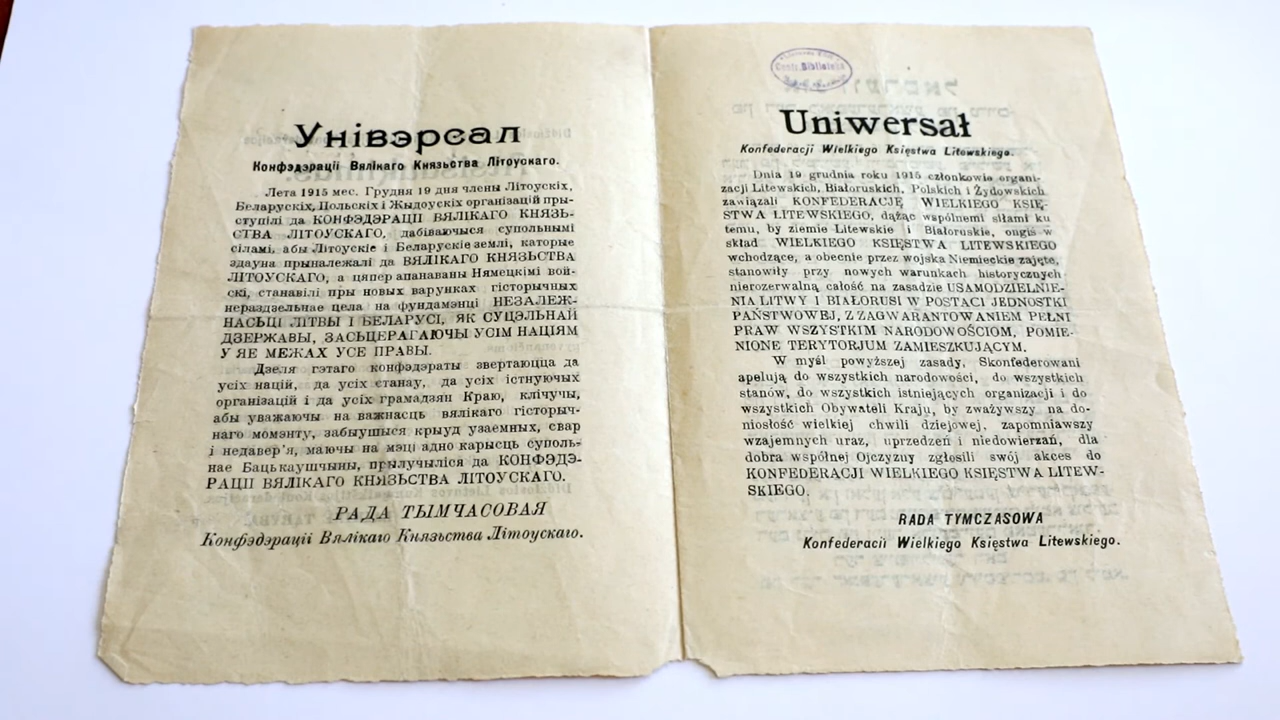 Унівэрсал
Конфэдэраціі Вялікаго Князьства Літоускаго.
Лета 1915 мес. Грудня 19 дня члены Літоускіх,
Беларускіх, Польскіх і Жыдоускіх організацій пры-
ступілі да КОНФЭДЭРАЦІІ ВЯЛІКАГО КНЯЗЬ-
СТВА ЛІТОУСКАГО, дабіваючыся супольнымі
сіламі, абы Літоускіе і Беларускіе землі, каторые
здауна прыналежалі да ВЯЛІКАГО КНЯЗЬСТВА
ЛІТОУСКАГО, а цяпер апанаваны Нямецкімі вой-
скі, станавілі пры новых варунках гісторычных
нераздзельнае цела на фундамэнці НЕЗАЛЕЖ-
НАСЬЦІ ЛІТВЫ І БЕЛАРУСІ, ЯК СУЦЭЛЬНАЙ
ДЗЕРЖАВЫ, ЗАСЬЦЕРАГАЮЧЫ УСІМ НАЦІЯМ
У ЯЕ МЕЖАХ УСЕ ПРАВЫ.
Дзеля гэтаго конфэдэраты звертаюцца да
усіх націй, да усіх станау, да усіх істнуючых
організацій і да усіх грамадзян Краю, клічучы,
абы уважаючы на важнасць вялікаго гісторыч-
наго момэнту, забыушыся крыуд узаемных, свар
і недавер'я, маючы на мэці адно карысць суполь-
нае Бацькаушчыны, прылучыліся да КОНФЭДЭ-
РАЦІІ ВЯЛІКАГО КНЯЗЬСТВА ЛІТОУСКАГО.
РАДА ТЫМЧАСОВАЯ
Конфэдэраціі Вялікаго Князьства Літоускаго.
Centr. Biblioteka
Uniwersał
Konfederacji Wielkiego Księstwa Litewskiego.
Dnia 19 grudnia roku 1915 członkowie organi-
zacji Litewskich, Białoruskich, Polskich i Żydowskich
zawiązali KONFEDERACJĘ WIELKIEGO KSIĘ-
STWA LITEWSKIEGO, dążąc wspólnemi siłami ku
temu, by ziemie Litewskie i Białoruskie, ongiś w
skład WIELKIEGO KSIĘSTWA LITEWSKIEGO
wchodzące, a obecnie przez wojska Niemieckie zajęte,
stanowiły przy nowych warunkach historycznych
nierozerwalną całość na zasadzie USAMODZIELNIE-
NIA LITWY I BIAŁORUSI W POSTACI JEDNOSTKI
PAŃSTWOWEJ, Z ZAGWARANTOWANIEM PEŁNI
PRAW WSZYSTKIM NARODOWOŚCIOM, POMIE-
NIONE TERYTORJUM ZAMIESZKUJĄCYM.
W myśl powyższej zasady, Skonfederowani
apelują do wszystkich narodowości, do wszystkich
stanów, do wszystkich istniejących organizacji i do
wszystkich Obywateli Kraju, by zważywszy na do-
niosłość wielkiej chwili dziejowej, zapomniawszy
wzajemnych uraz, uprzedzeń i niedowierzań, dla
dobra wspólnej Ojczyzny zgłosili swój akces do
KONFEDERACJI WIELKIEGO KSIĘSTWA LITEW-
SKIEGO.
RADA TYMCZASOWA
Konfederacii Wielkiego Księstwa Litewskiego.